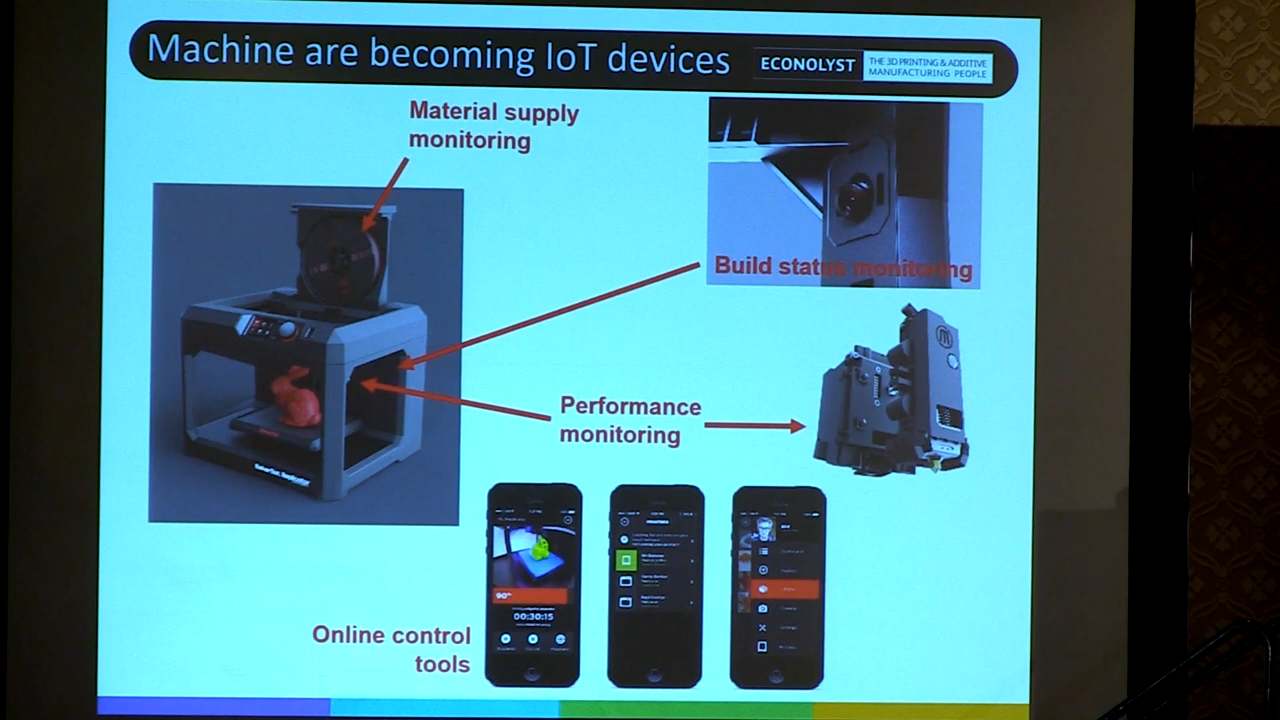 Machine are becoming IoT devices
ECONOLYST
THE 3D PRINTING & ADDITIVE
MANUFACTURING PEOPLE
Material supply
monitoring
Build status monitoring
Performance
monitoring
Online control
tools
90%
00:30:15